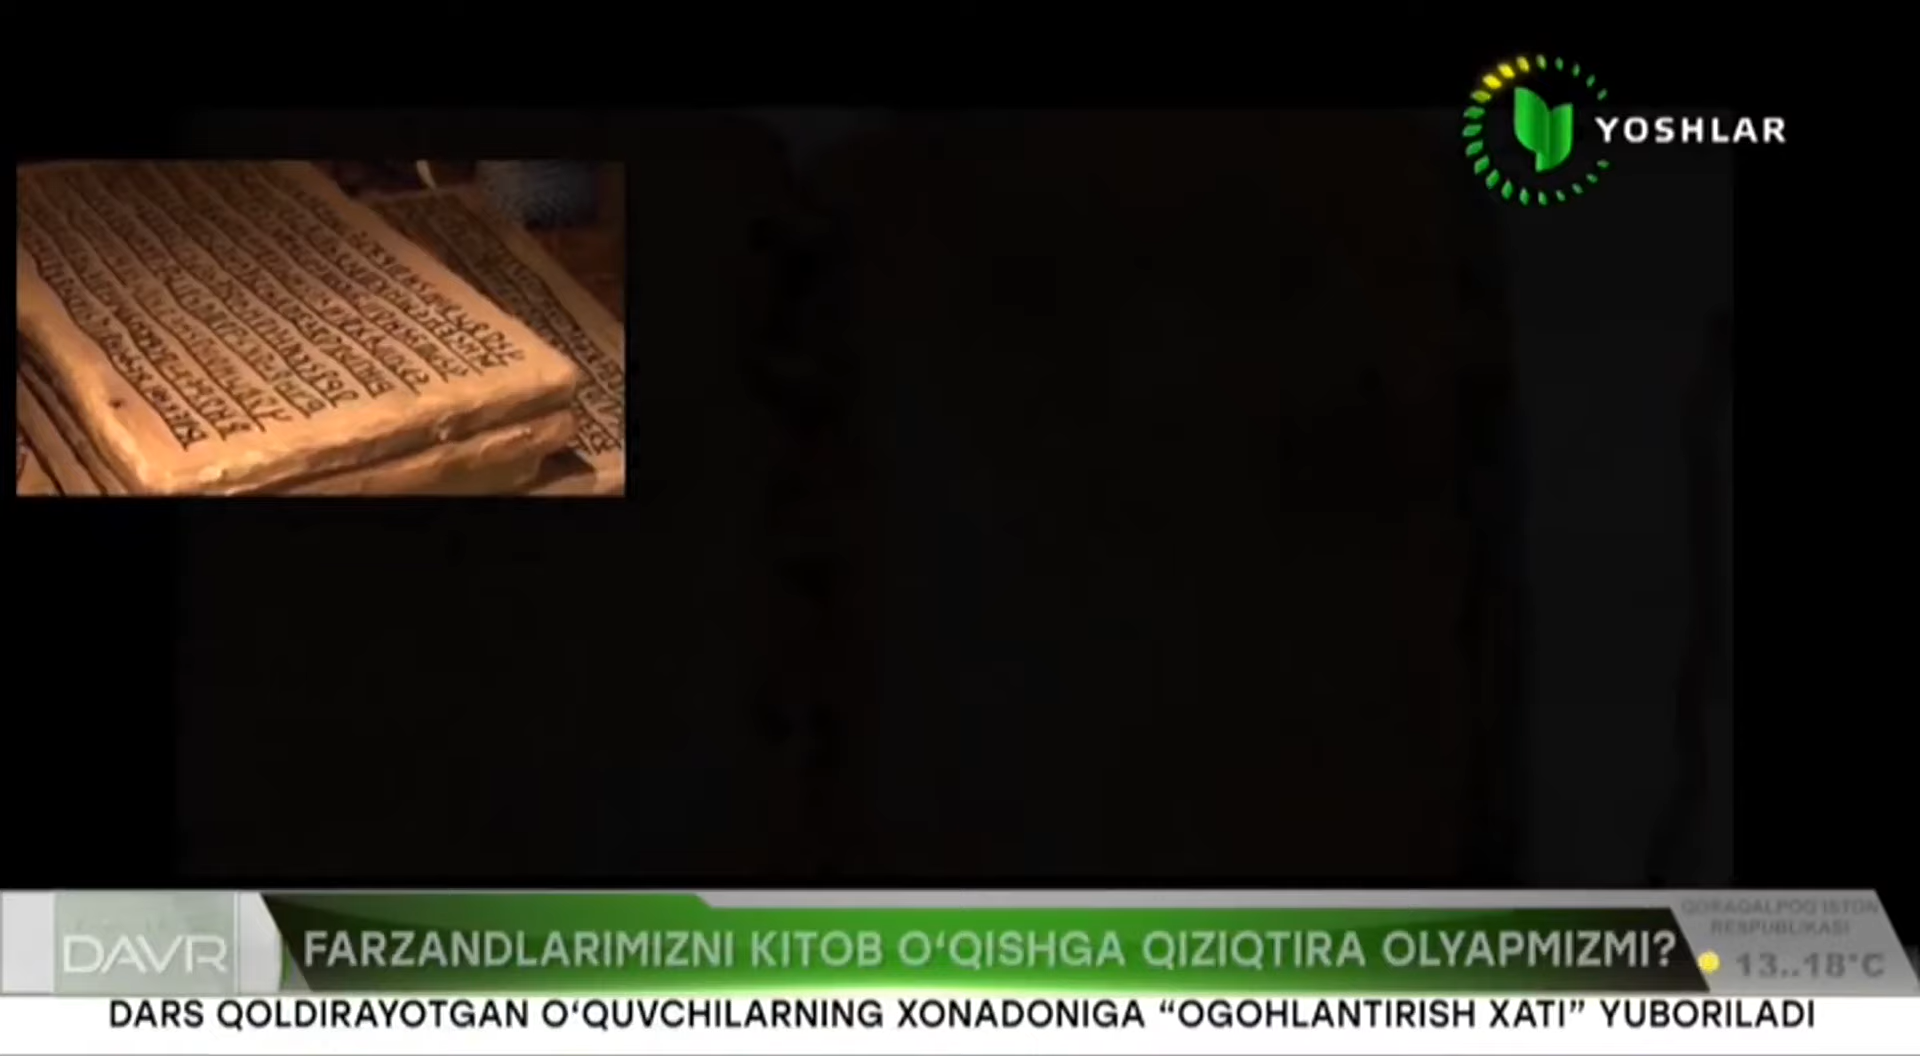 YOSHLAR
DAVR
FARZANDLARIMIZNI KITOB O‘QISHGA QIZIQTIRA OLYAPMIZMI?
QORAQALPOG‘ISTON
RESPUBLIKASI
13..18°C
DARS QOLDIRAYOTGAN O‘QUVCHILARNING XONADONIGA “OGOHLANTIRISH XATI” YUBORILADI